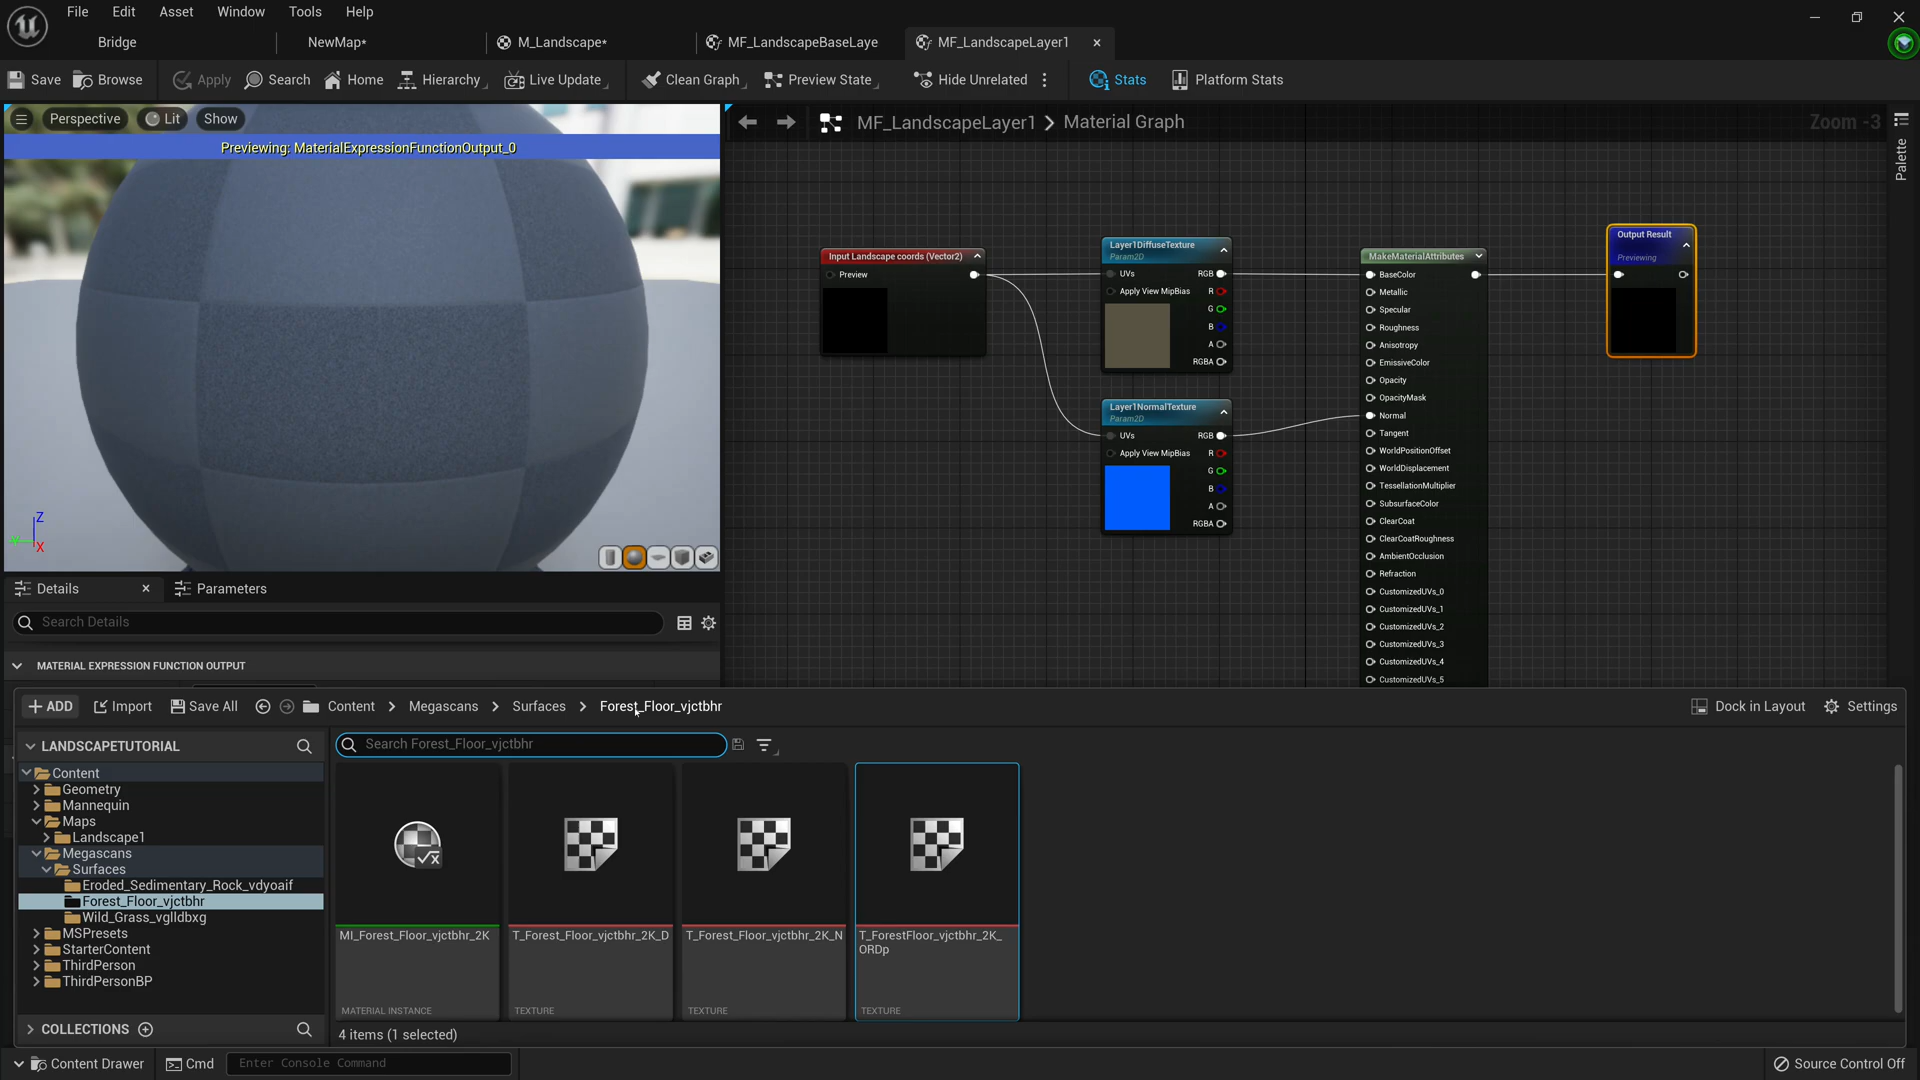 File Edit Asset Window Tools Help
Bridge NewMap* M_Landscape* MF_LandscapeBaseLaye MF_LandscapeLayer1
Save Browse Apply Search Home Hierarchy Live Update Clean Graph Preview State Hide Unrelated Stats Platform Stats
Perspective Lit Show
Previewing: MaterialExpressionFunctionOutput_0
Z
X
MF_LandscapeLayer1 Material Graph
Zoom -3
Palette
Input Landscape coords (Vector2)
Preview
Layer1DiffuseTexture
Param2D
UVs RGB
Apply View MipBias R
G
B
A
RGBA
Layer1NormalTexture
Param2D
UVs RGB
Apply View MipBias R
G
B
A
RGBA
MakeMaterialAttributes
BaseColor
Metallic
Specular
Roughness
Anisotropy
EmissiveColor
Opacity
OpacityMask
Normal
Tangent
WorldPositionOffset
WorldDisplacement
TessellationMultiplier
SubsurfaceColor
ClearCoat
ClearCoatRoughness
AmbientOcclusion
Refraction
CustomizedUVs_0
CustomizedUVs_1
CustomizedUVs_2
CustomizedUVs_3
CustomizedUVs_4
CustomizedUVs_5
Output Result
Previewing
Details Parameters
Search Details
MATERIAL EXPRESSION FUNCTION OUTPUT
ADD Import Save All Content Megascans Surfaces Forest_Floor_vjctbhr Dock in Layout Settings
LANDSCAPETUTORIAL
Content
Geometry
Mannequin
Maps
Landscape1
Megascans
Surfaces
Eroded_Sedimentary_Rock_vdyoaif
Forest_Floor_vjctbhr
Wild_Grass_vglldbxg
MSPresets
StarterContent
ThirdPerson
ThirdPersonBP
COLLECTIONS
Search Forest_Floor_vjctbhr
MI_Forest_Floor_vjctbhr_2K
MATERIAL INSTANCE
T_Forest_Floor_vjctbhr_2K_D
TEXTURE
T_Forest_Floor_vjctbhr_2K_N
TEXTURE
T_ForestFloor_vjctbhr_2K_
ORDp
TEXTURE
4 items (1 selected)
Content Drawer Cmd Enter Console Command Source Control Off